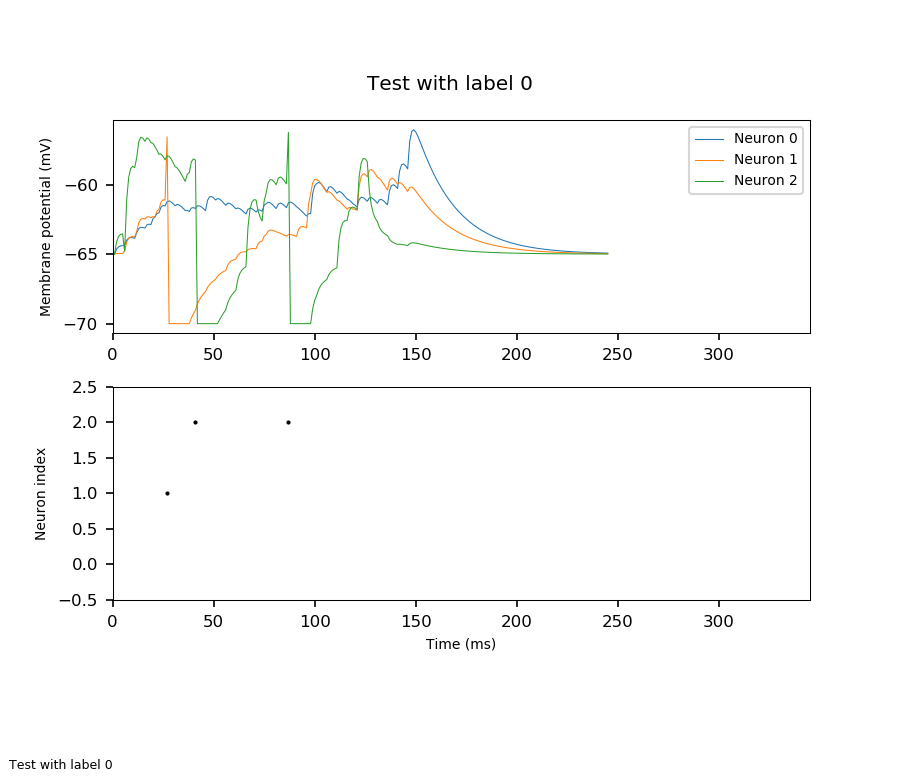 Test with label 0
Membrane potential (mV)
−60
−65
−70
Neuron 0
Neuron 1
Neuron 2
0 50 100 150 200 250 300
Neuron index
2.5
2.0
1.5
1.0
0.5
0.0
−0.5
0 50 100 150 200 250 300
Time (ms)
Test with label 0